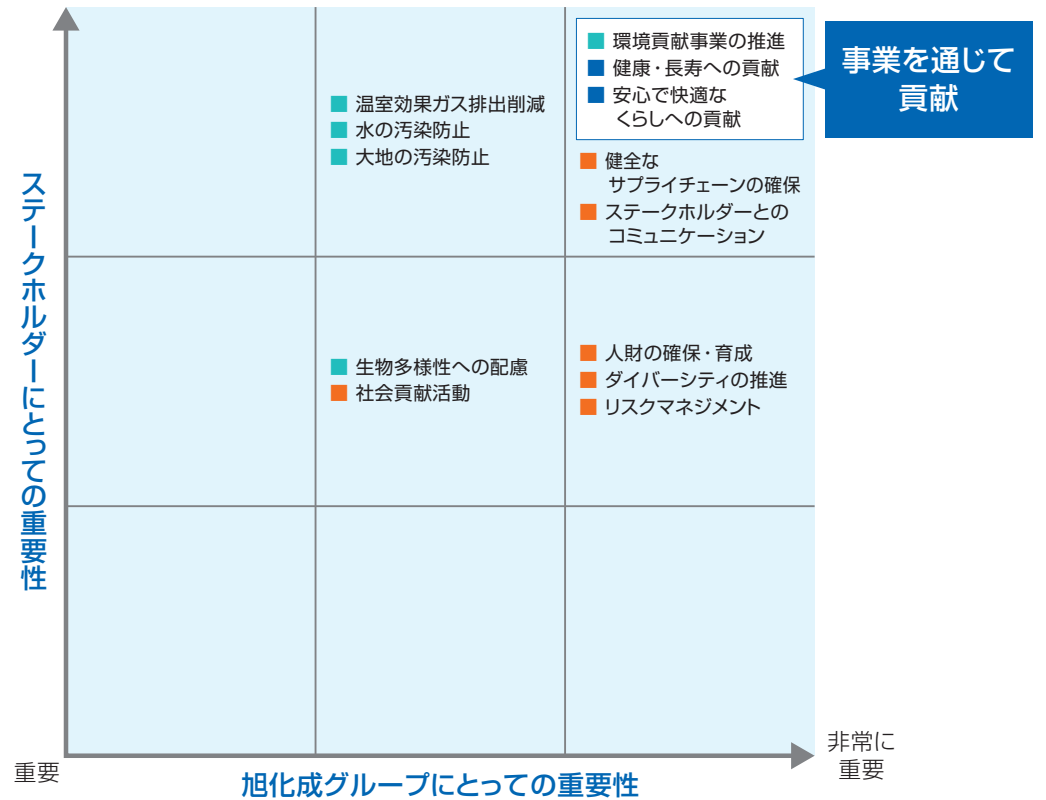 環境貢献事業の推進
健康・長寿への貢献
安心で快適な
くらしへの貢献
事業を通じて
貢献
温室効果ガス排出削減
水の汚染防止
大地の汚染防止
健全な
サプライチェーンの確保
ステークホルダーとの
コミュニケーション
ステークホルダーにとっての重要性
生物多様性への配慮
社会貢献活動
人財の確保・育成
ダイバーシティの推進
リスクマネジメント
重要
旭化成グループにとっての重要性
非常に
重要